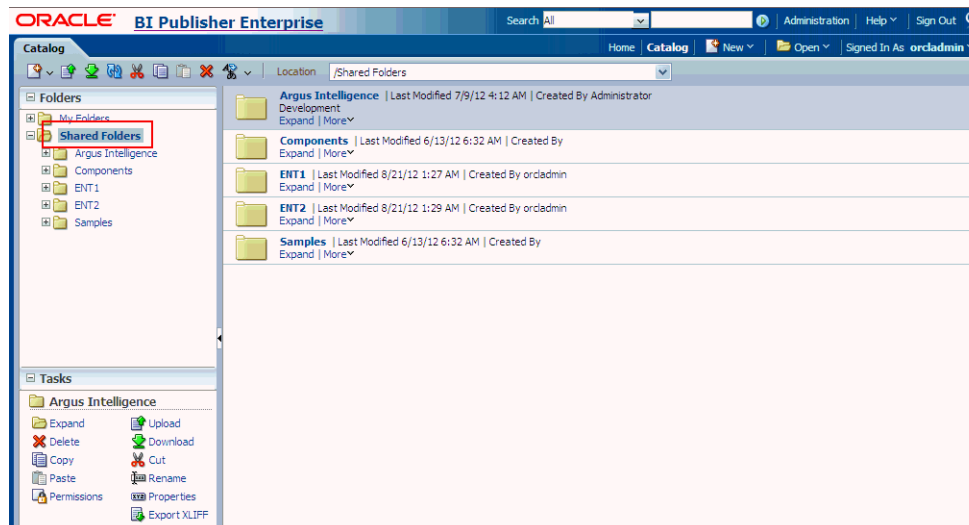 ORACLE BI Publisher Enterprise Search All Administration Help Sign Out
Catalog Home Catalog New Open Signed In As orcladmin
Location /Shared Folders
Folders
My Folders
Shared Folders
Argus Intelligence
Components
ENT1
ENT2
Samples
Argus Intelligence | Last Modified 7/9/12 4:12 AM | Created By Administrator
Development
Expand | More
Components | Last Modified 6/13/12 6:32 AM | Created By
Expand | More
ENT1 | Last Modified 8/21/12 1:27 AM | Created By orcladmin
Expand | More
ENT2 | Last Modified 8/21/12 1:29 AM | Created By orcladmin
Expand | More
Samples | Last Modified 6/13/12 6:32 AM | Created By
Expand | More
Tasks
Argus Intelligence
Expand Upload
Delete Download
Copy Cut
Paste Rename
Permissions Properties
Export XLIFF